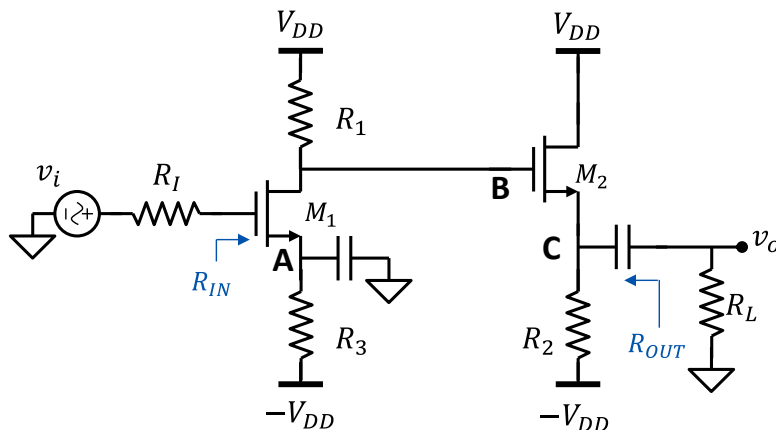 V_DD
V_DD
R_1
v_i
R_I
M_1
B
M_2
A
C
v_o
R_IN
R_3
R_2
R_OUT
R_L
−V_DD
−V_DD